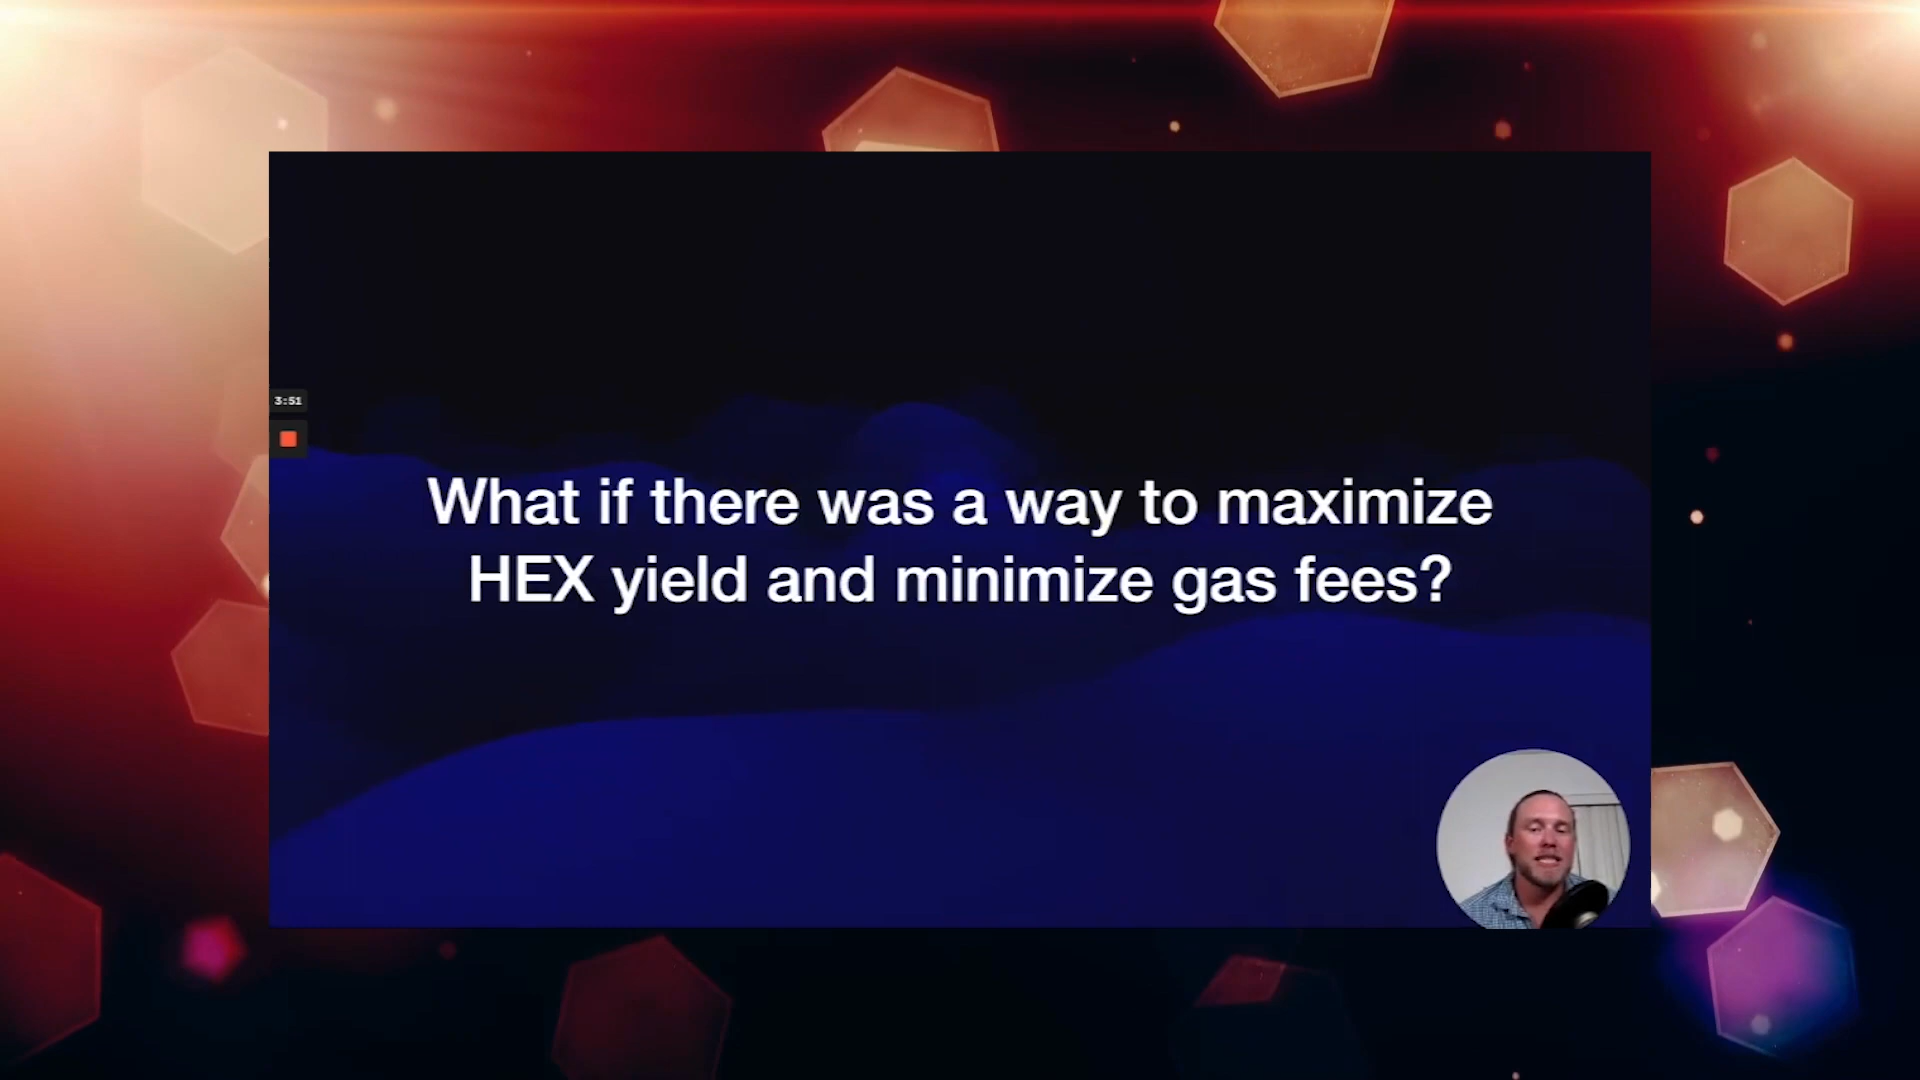 3:51
What if there was a way to maximize
HEX yield and minimize gas fees?